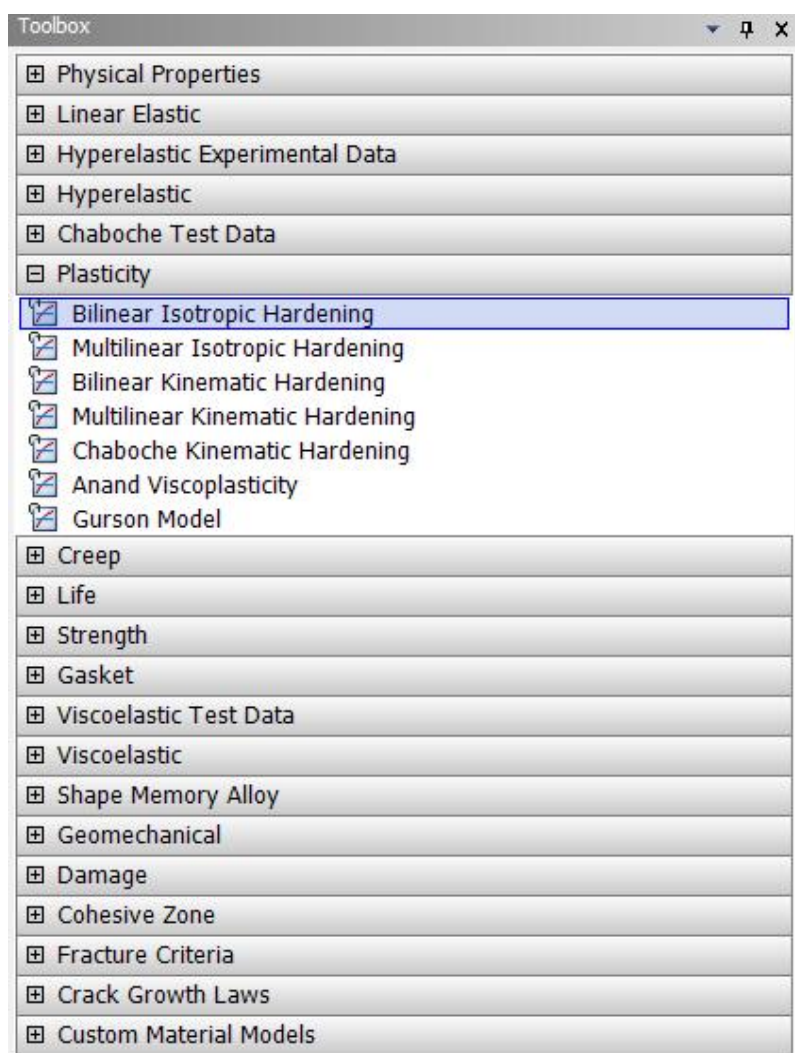 Toolbox
Physical Properties
Linear Elastic
Hyperelastic Experimental Data
Hyperelastic
Chaboche Test Data
Plasticity
Bilinear Isotropic Hardening
Multilinear Isotropic Hardening
Bilinear Kinematic Hardening
Multilinear Kinematic Hardening
Chaboche Kinematic Hardening
Anand Viscoplasticity
Gurson Model
Creep
Life
Strength
Gasket
Viscoelastic Test Data
Viscoelastic
Shape Memory Alloy
Geomechanical
Damage
Cohesive Zone
Fracture Criteria
Crack Growth Laws
Custom Material Models